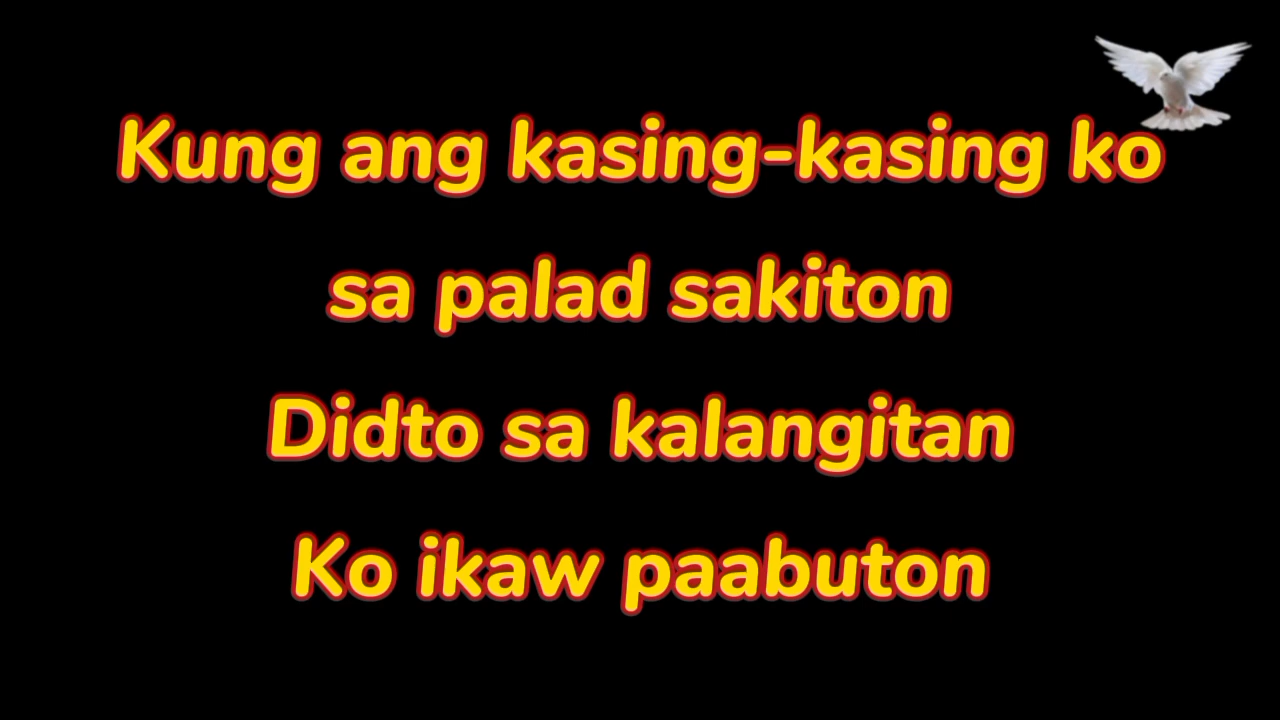 Kung ang kasing-kasing ko
sa palad sakiton
Didto sa kalangitan
Ko ikaw paabuton